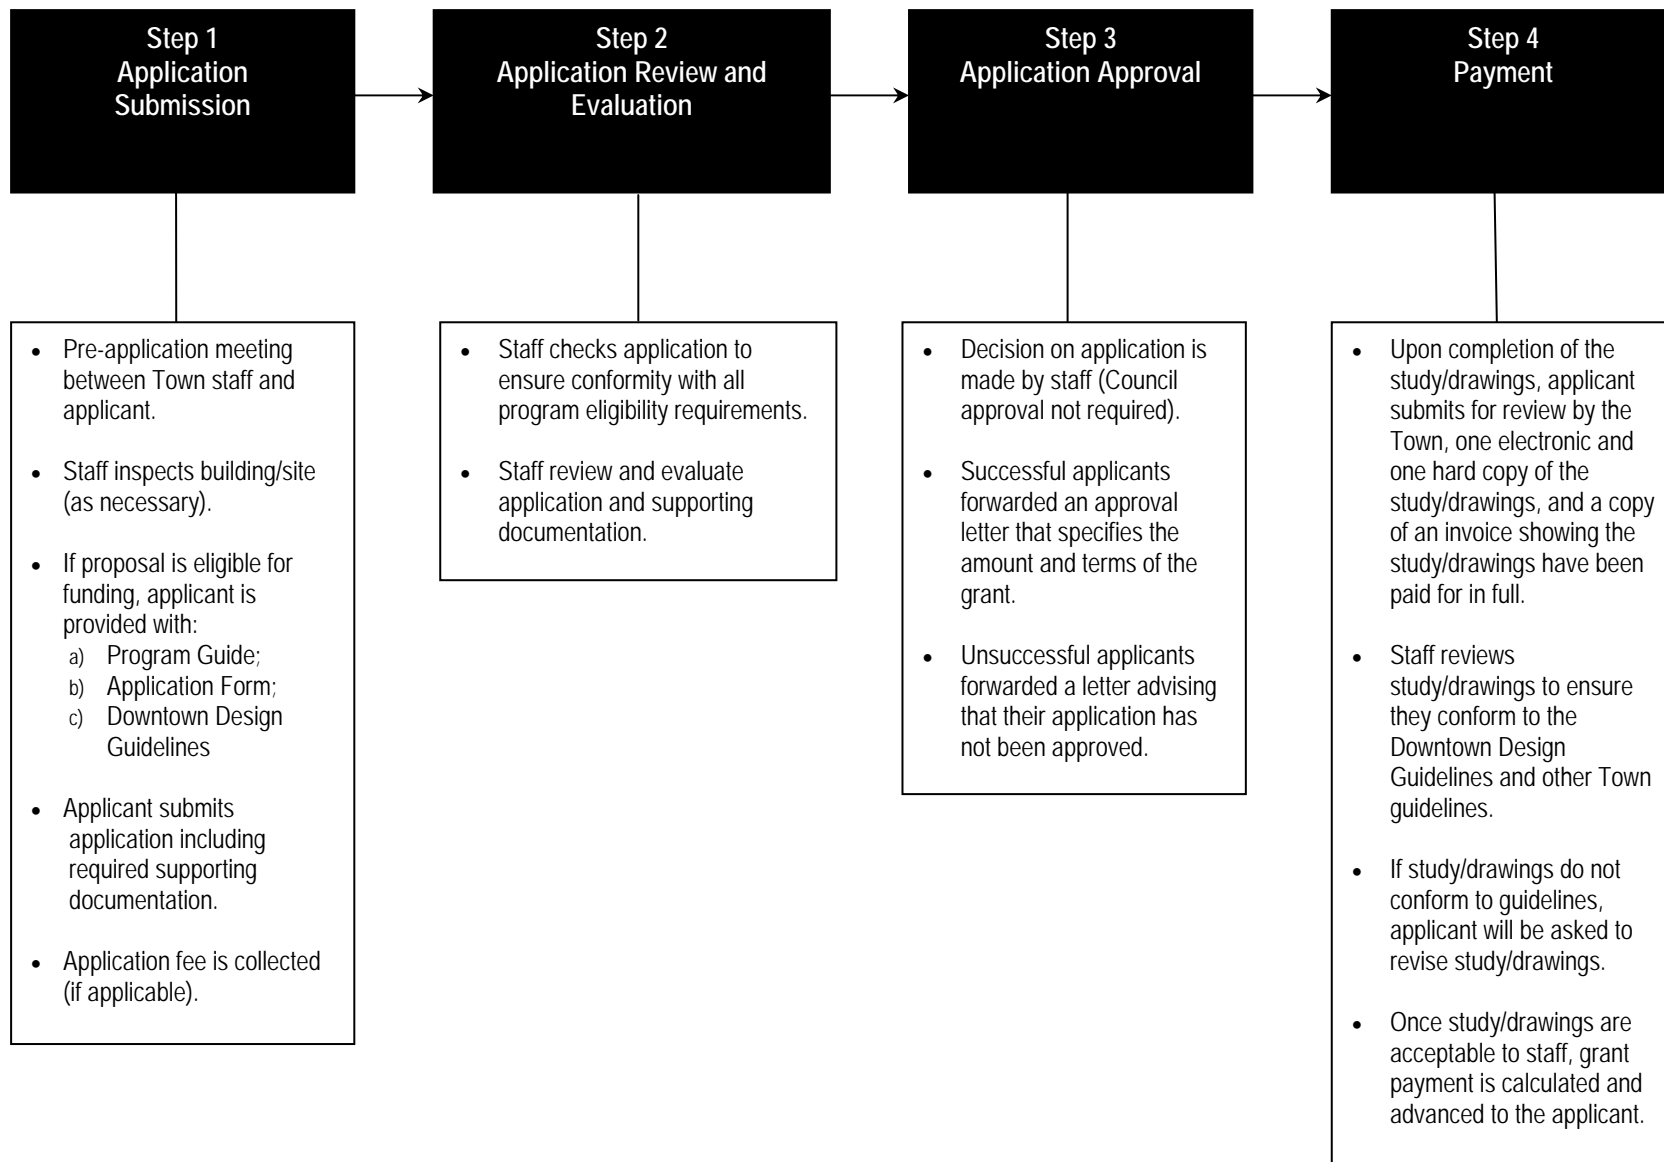 Step 1
Application
Submission
Step 2
Application Review and
Evaluation
Step 3
Application Approval
Step 4
Payment
• Pre-application meeting
between Town staff and
applicant.
• Staff inspects building/site
(as necessary).
• If proposal is eligible for
funding, applicant is
provided with:
a) Program Guide;
b) Application Form;
c) Downtown Design
Guidelines
• Applicant submits
application including
required supporting
documentation.
• Application fee is collected
(if applicable).
• Staff checks application to
ensure conformity with all
program eligibility requirements.
• Staff review and evaluate
application and supporting
documentation.
• Decision on application is
made by staff (Council
approval not required).
• Successful applicants
forwarded an approval
letter that specifies the
amount and terms of the
grant.
• Unsuccessful applicants
forwarded a letter advising
that their application has
not been approved.
• Upon completion of the
study/drawings, applicant
submits for review by the
Town, one electronic and
one hard copy of the
study/drawings, and a copy
of an invoice showing the
study/drawings have been
paid for in full.
• Staff reviews
study/drawings to ensure
they conform to the
Downtown Design
Guidelines and other Town
guidelines.
• If study/drawings do not
conform to guidelines,
applicant will be asked to
revise study/drawings.
• Once study/drawings are
acceptable to staff, grant
payment is calculated and
advanced to the applicant.